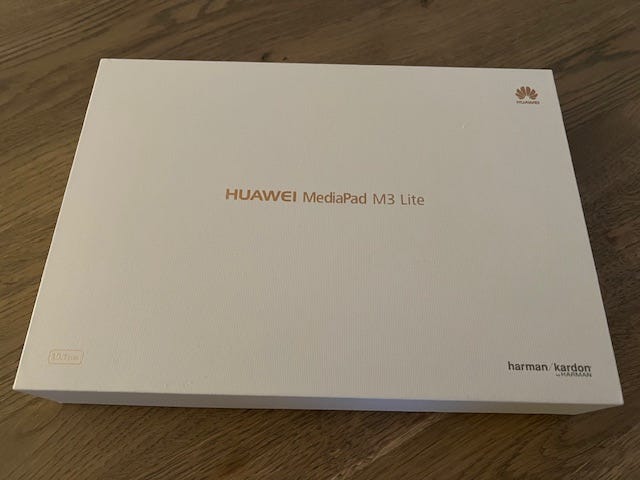 HUAWEI
HUAWEI MediaPad M3 Lite
harman/kardon
by HARMAN